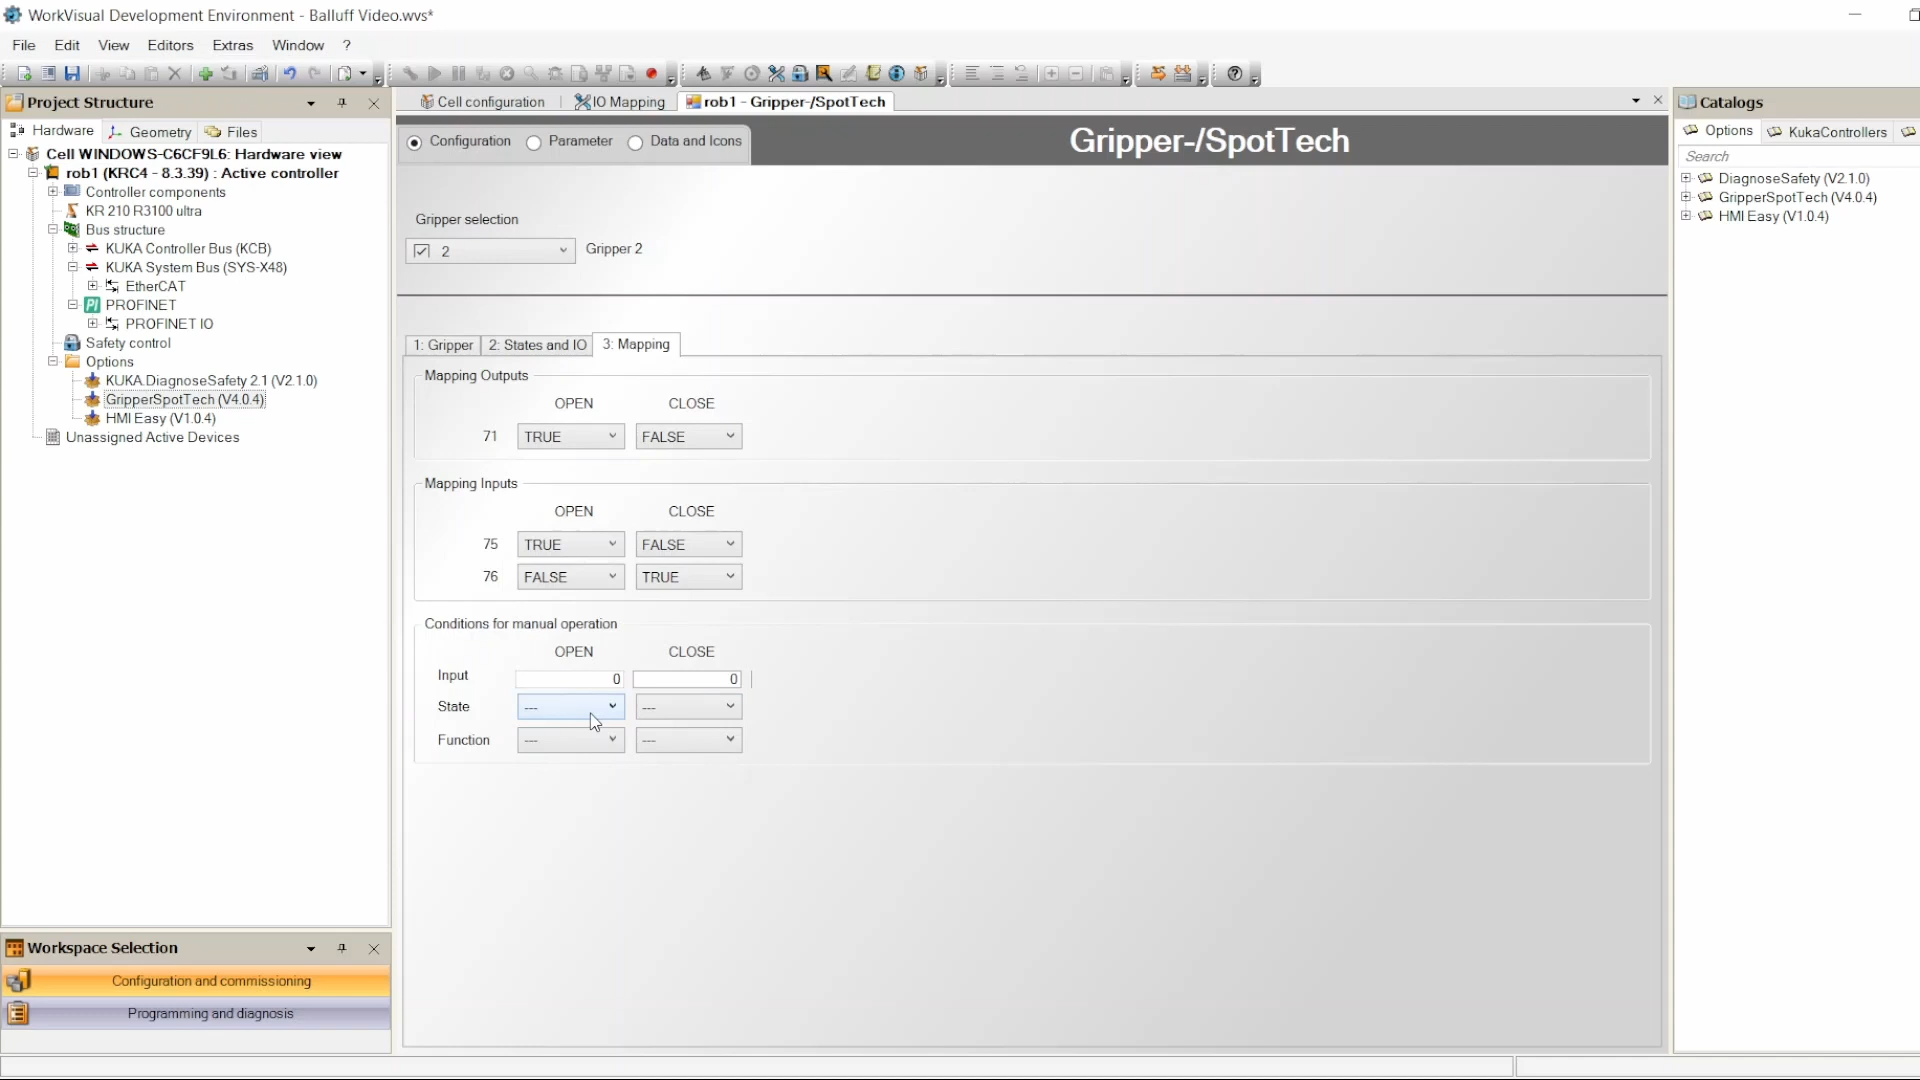 WorkVisual Development Environment - Balluff Video.wvs*
File Edit View Editors Extras Window ?
Project Structure
Hardware Geometry Files
Cell WINDOWS-C6CF9L6: Hardware view
rob1 (KRC4 - 8.3.39) : Active controller
Controller components
KR 210 R3100 ultra
Bus structure
KUKA Controller Bus (KCB)
KUKA System Bus (SYS-X48)
EtherCAT
PROFINET
PROFINET IO
Safety control
Options
KUKA.DiagnoseSafety 2.1 (V2.1.0)
GripperSpotTech (V4.0.4)
HMI Easy (V1.0.4)
Unassigned Active Devices
Workspace Selection
Configuration and commissioning
Programming and diagnosis
Cell configuration IO Mapping rob1 - Gripper-/SpotTech
Configuration Parameter Data and Icons
Gripper-/SpotTech
Gripper selection
2 Gripper 2
1: Gripper 2: States and IO 3: Mapping
Mapping Outputs
OPEN CLOSE
71 TRUE FALSE
Mapping Inputs
OPEN CLOSE
75 TRUE FALSE
76 FALSE TRUE
Conditions for manual operation
OPEN CLOSE
Input 0 0
State --- ---
Function --- ---
Catalogs
Options KukaControllers
Search
DiagnoseSafety (V2.1.0)
GripperSpotTech (V4.0.4)
HMI Easy (V1.0.4)